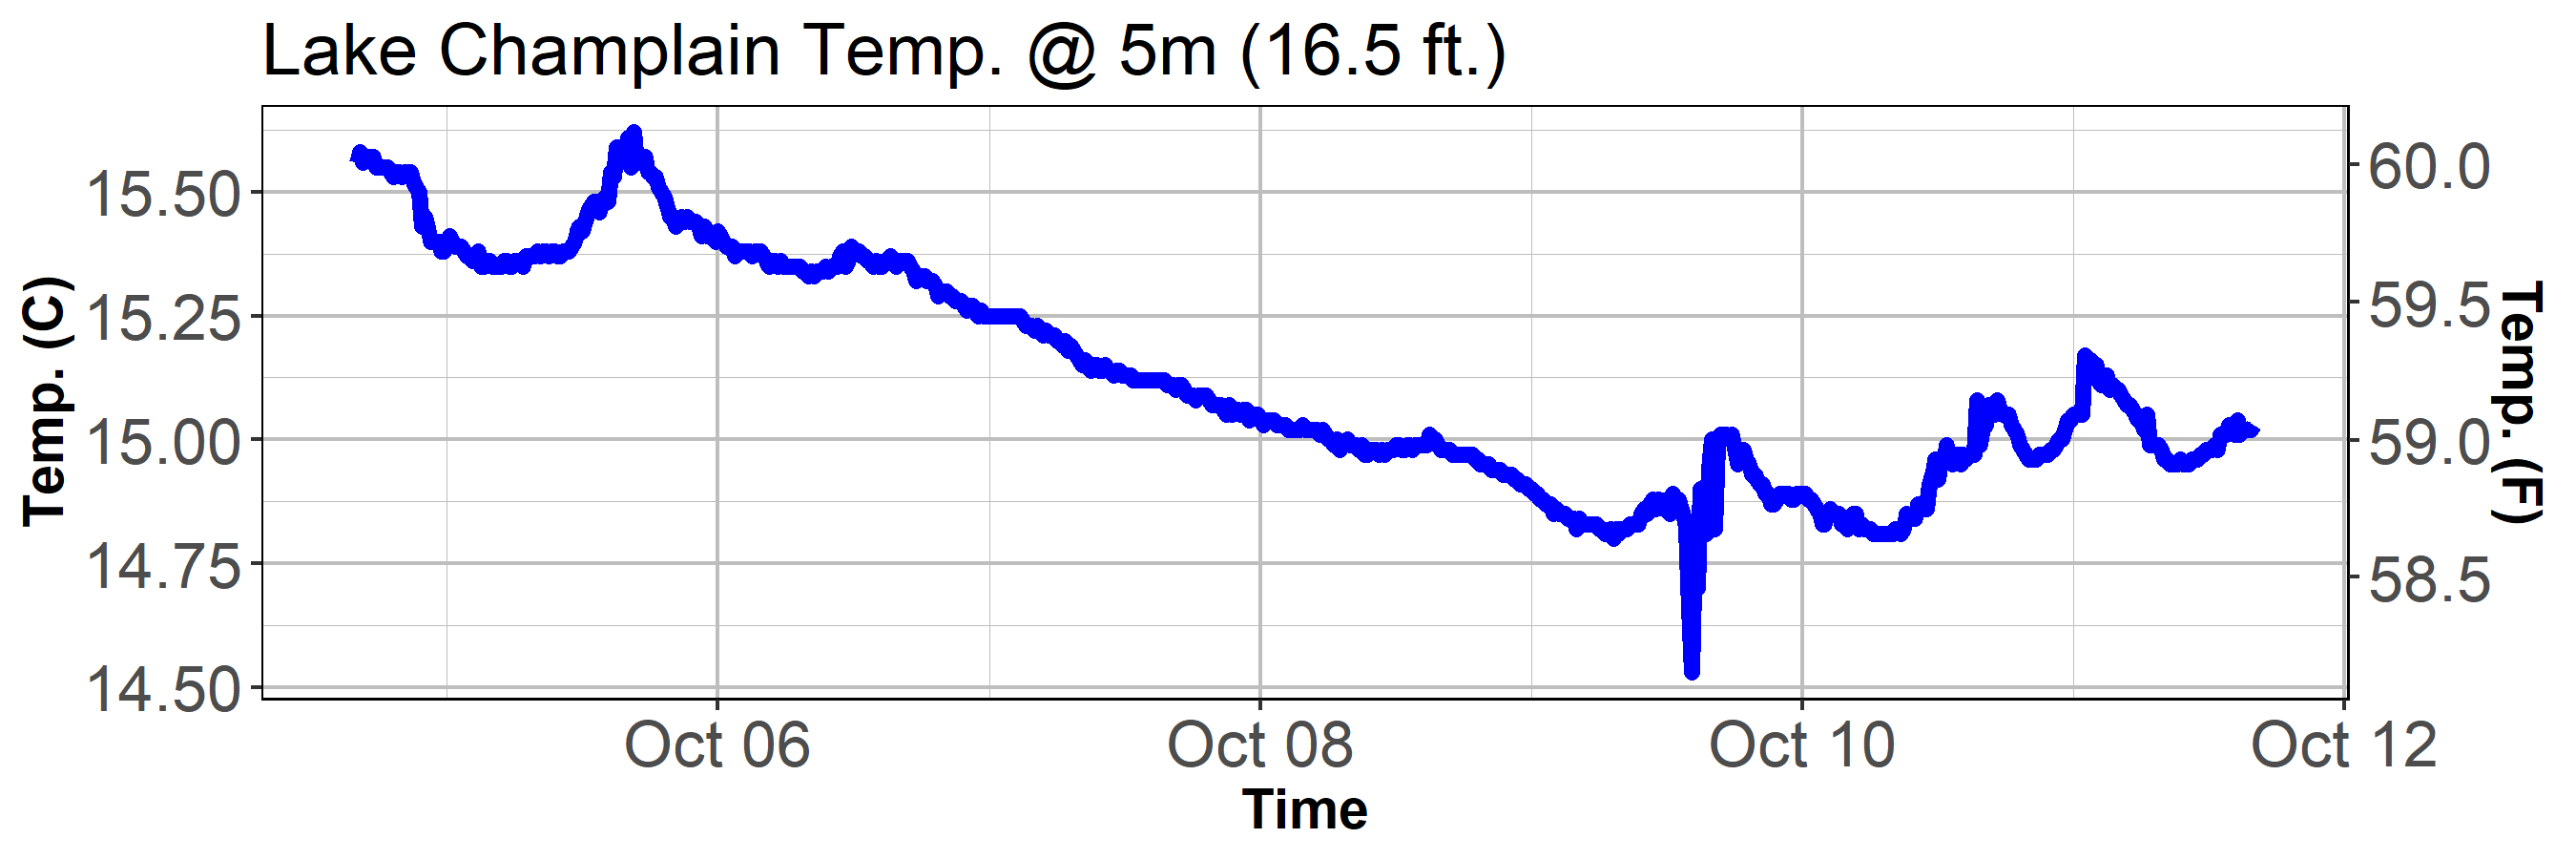 Lake Champlain Temp. @ 5m (16.5 ft.)
Temp. (C)
15.50
15.25
15.00
14.75
14.50
60.0
59.5
59.0
58.5
Temp. (F)
Oct 06 Oct 08 Oct 10 Oct 12
Time